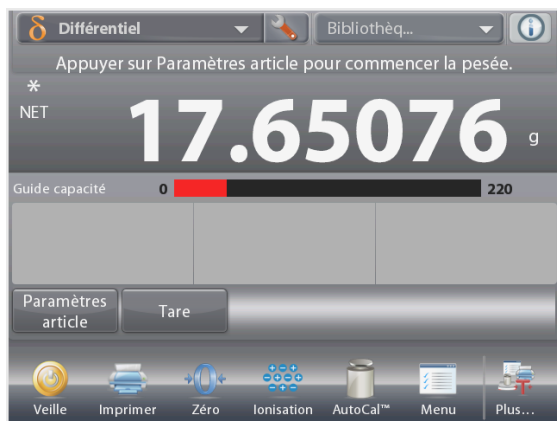 δ Différentiel
Bibliothèq...
Appuyer sur Paramètres article pour commencer la pesée.
*
NET
17.65076 g
Guide capacité 0 220
Paramètres article
Tare
Veille Imprimer Zéro Ionisation AutoCal™ Menu Plus...